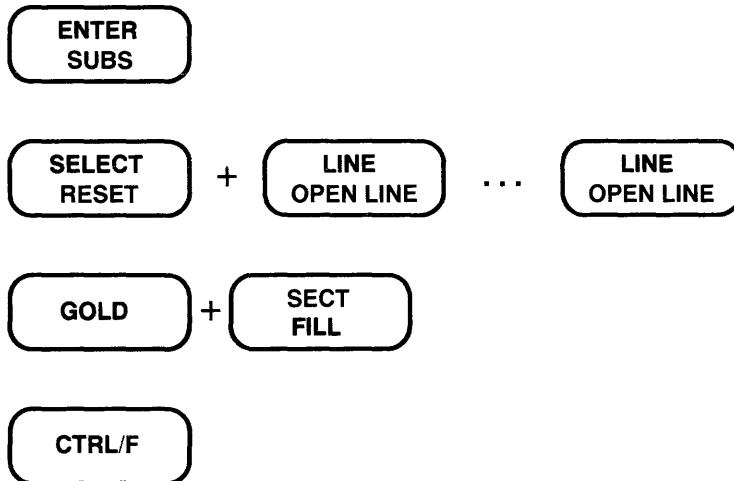 ENTER
SUBS
SELECT
RESET
+
LINE
OPEN LINE
...
LINE
OPEN LINE
GOLD
+
SECT
FILL
CTRL/F